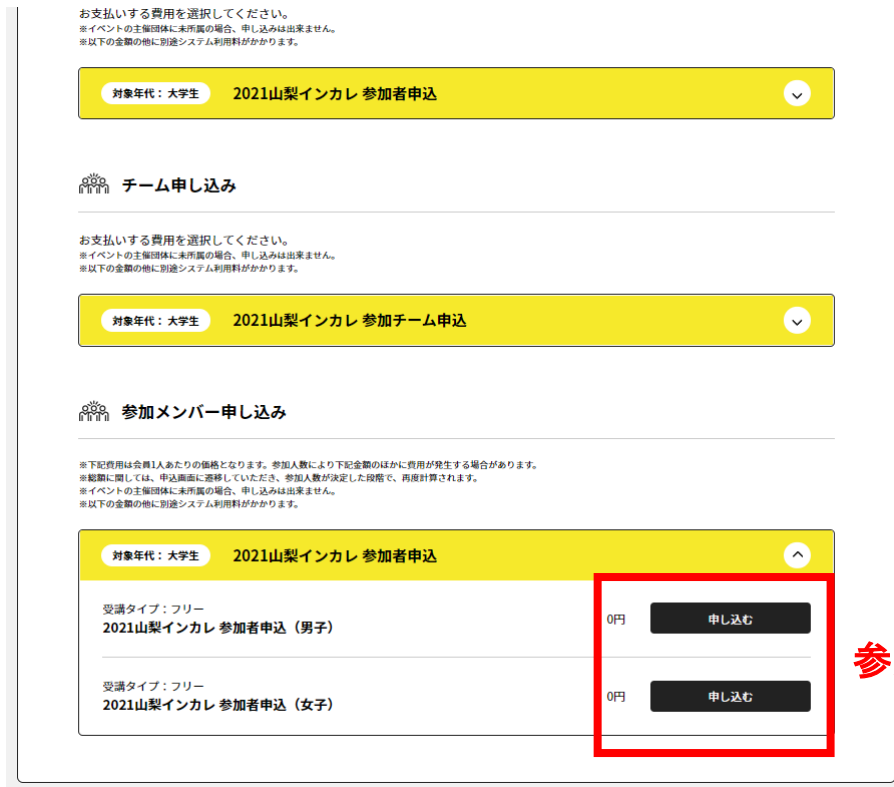 お支払いする費用を選択してください。
※イベントの主催団体に未所属の場合、申し込みは出来ません。
※以下の金額の他に別途システム利用料がかかります。
対象年代：大学生 2021山梨インカレ 参加者申込
チーム申し込み
お支払いする費用を選択してください。
※イベントの主催団体に未所属の場合、申し込みは出来ません。
※以下の金額の他に別途システム利用料がかかります。
対象年代：大学生 2021山梨インカレ 参加チーム申込
参加メンバー申し込み
※下記費用は会員1人あたりの価格となります。参加人数により下記金額のほかに費用が発生する場合があります。
※総額に関しては、申込画面に遷移していただき、参加人数が決定した段階で、再度計算されます。
※イベントの主催団体に未所属の場合、申し込みは出来ません。
※以下の金額の他に別途システム利用料がかかります。
対象年代：大学生 2021山梨インカレ 参加者申込
受講タイプ：フリー
2021山梨インカレ 参加者申込（男子） 0円 申し込む
参
受講タイプ：フリー
2021山梨インカレ 参加者申込（女子） 0円 申し込む